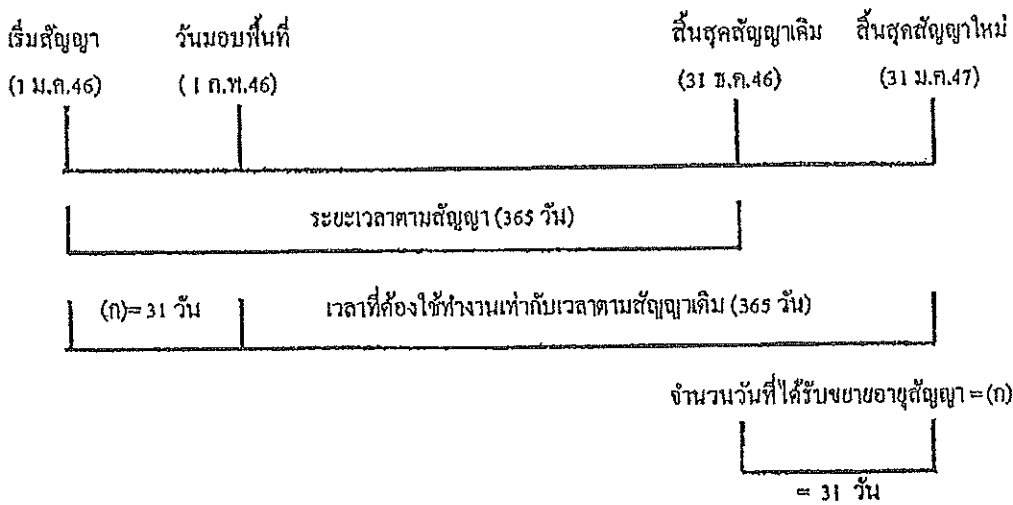 เริ่มสัญญา วันมอบพื้นที่ สิ้นสุดสัญญาเดิม สิ้นสุดสัญญาใหม่
(1 ม.ค.46) (1 ก.พ.46) (31 ธ.ค.46) (31 ม.ค.47)
ระยะเวลาตามสัญญา (365 วัน)
(ก)= 31 วัน เวลาที่ต้องใช้ทำงานเท่ากับเวลาตามสัญญาเดิม (365 วัน)
จำนวนวันที่ได้รับขยายอายุสัญญา = (ก)
= 31 วัน